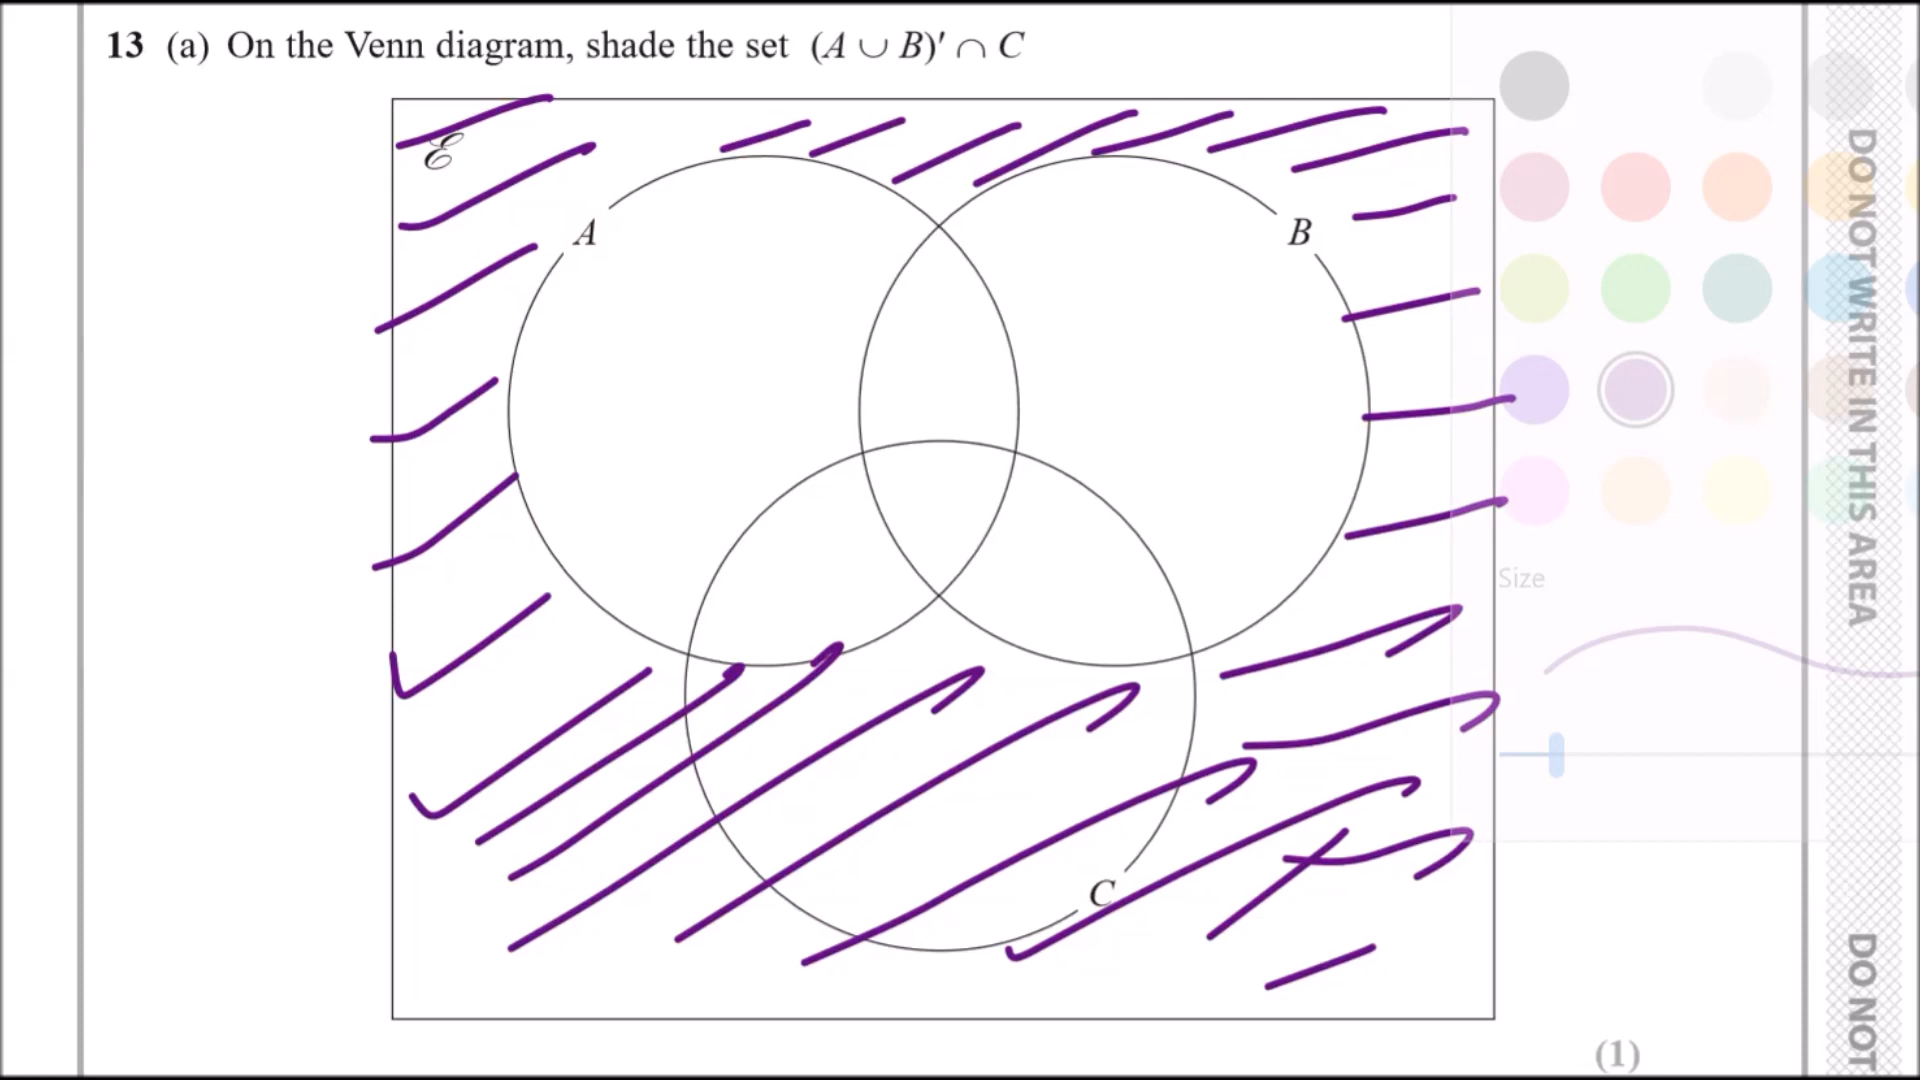 13 (a) On the Venn diagram, shade the set (A ∪ B)′ ∩ C
ℰ
A
B
C
Size
(1)
DO NOT WRITE IN THIS AREA
DO NOT